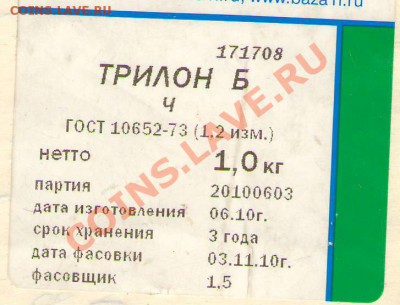 COINS.LAVE.RU
www.baza11.ru
171708
ТРИЛОН Б
Ч
ГОСТ 10652-73 (1.2 изм.)
нетто 1,0 кг
партия 20100603
дата изготовления 06.10г.
срок хранения 3 года
дата фасовки 03.11.10г.
фасовщик 1.5
COINS.LAVE.RU